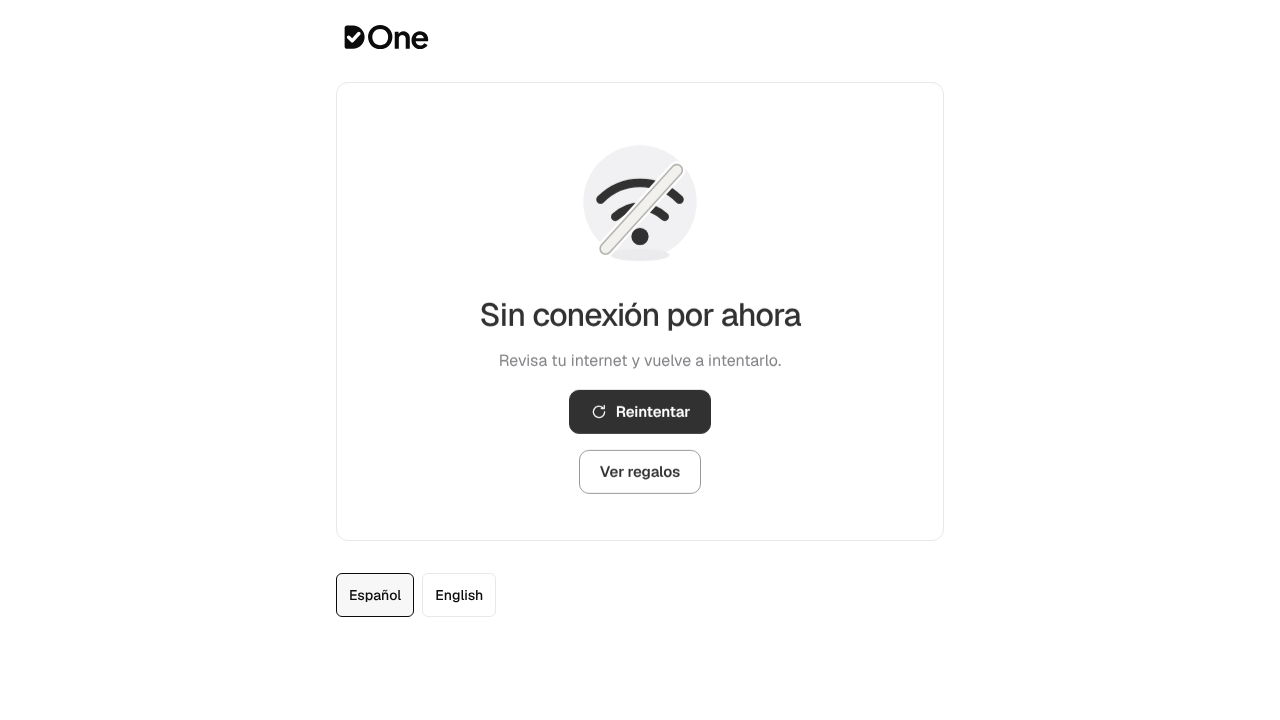 One
Sin conexión por ahora
Revisa tu internet y vuelve a intentarlo.
Reintentar
Ver regalos
Español
English